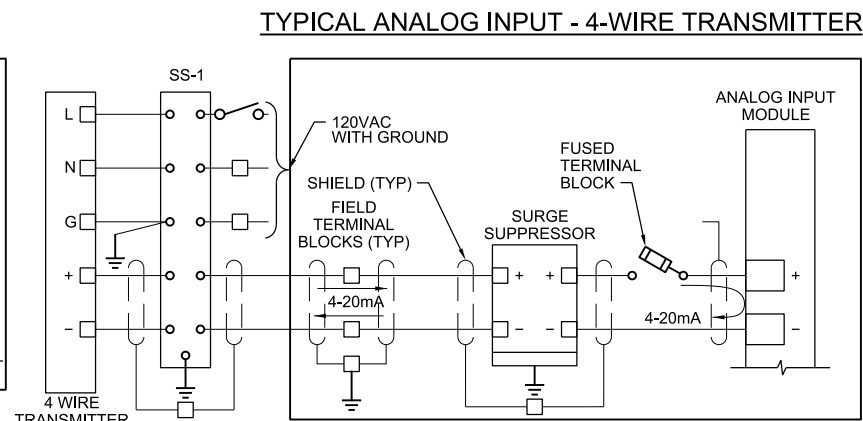 TYPICAL ANALOG INPUT - 4-WIRE TRANSMITTER
SS-1
L
N
G
+
-
4 WIRE
TRANSMITTER
120VAC
WITH GROUND
SHIELD (TYP)
FIELD
TERMINAL
BLOCKS (TYP)
4-20mA
SURGE
SUPPRESSOR
+ +
- -
FUSED
TERMINAL
BLOCK
4-20mA
ANALOG INPUT
MODULE
+
-